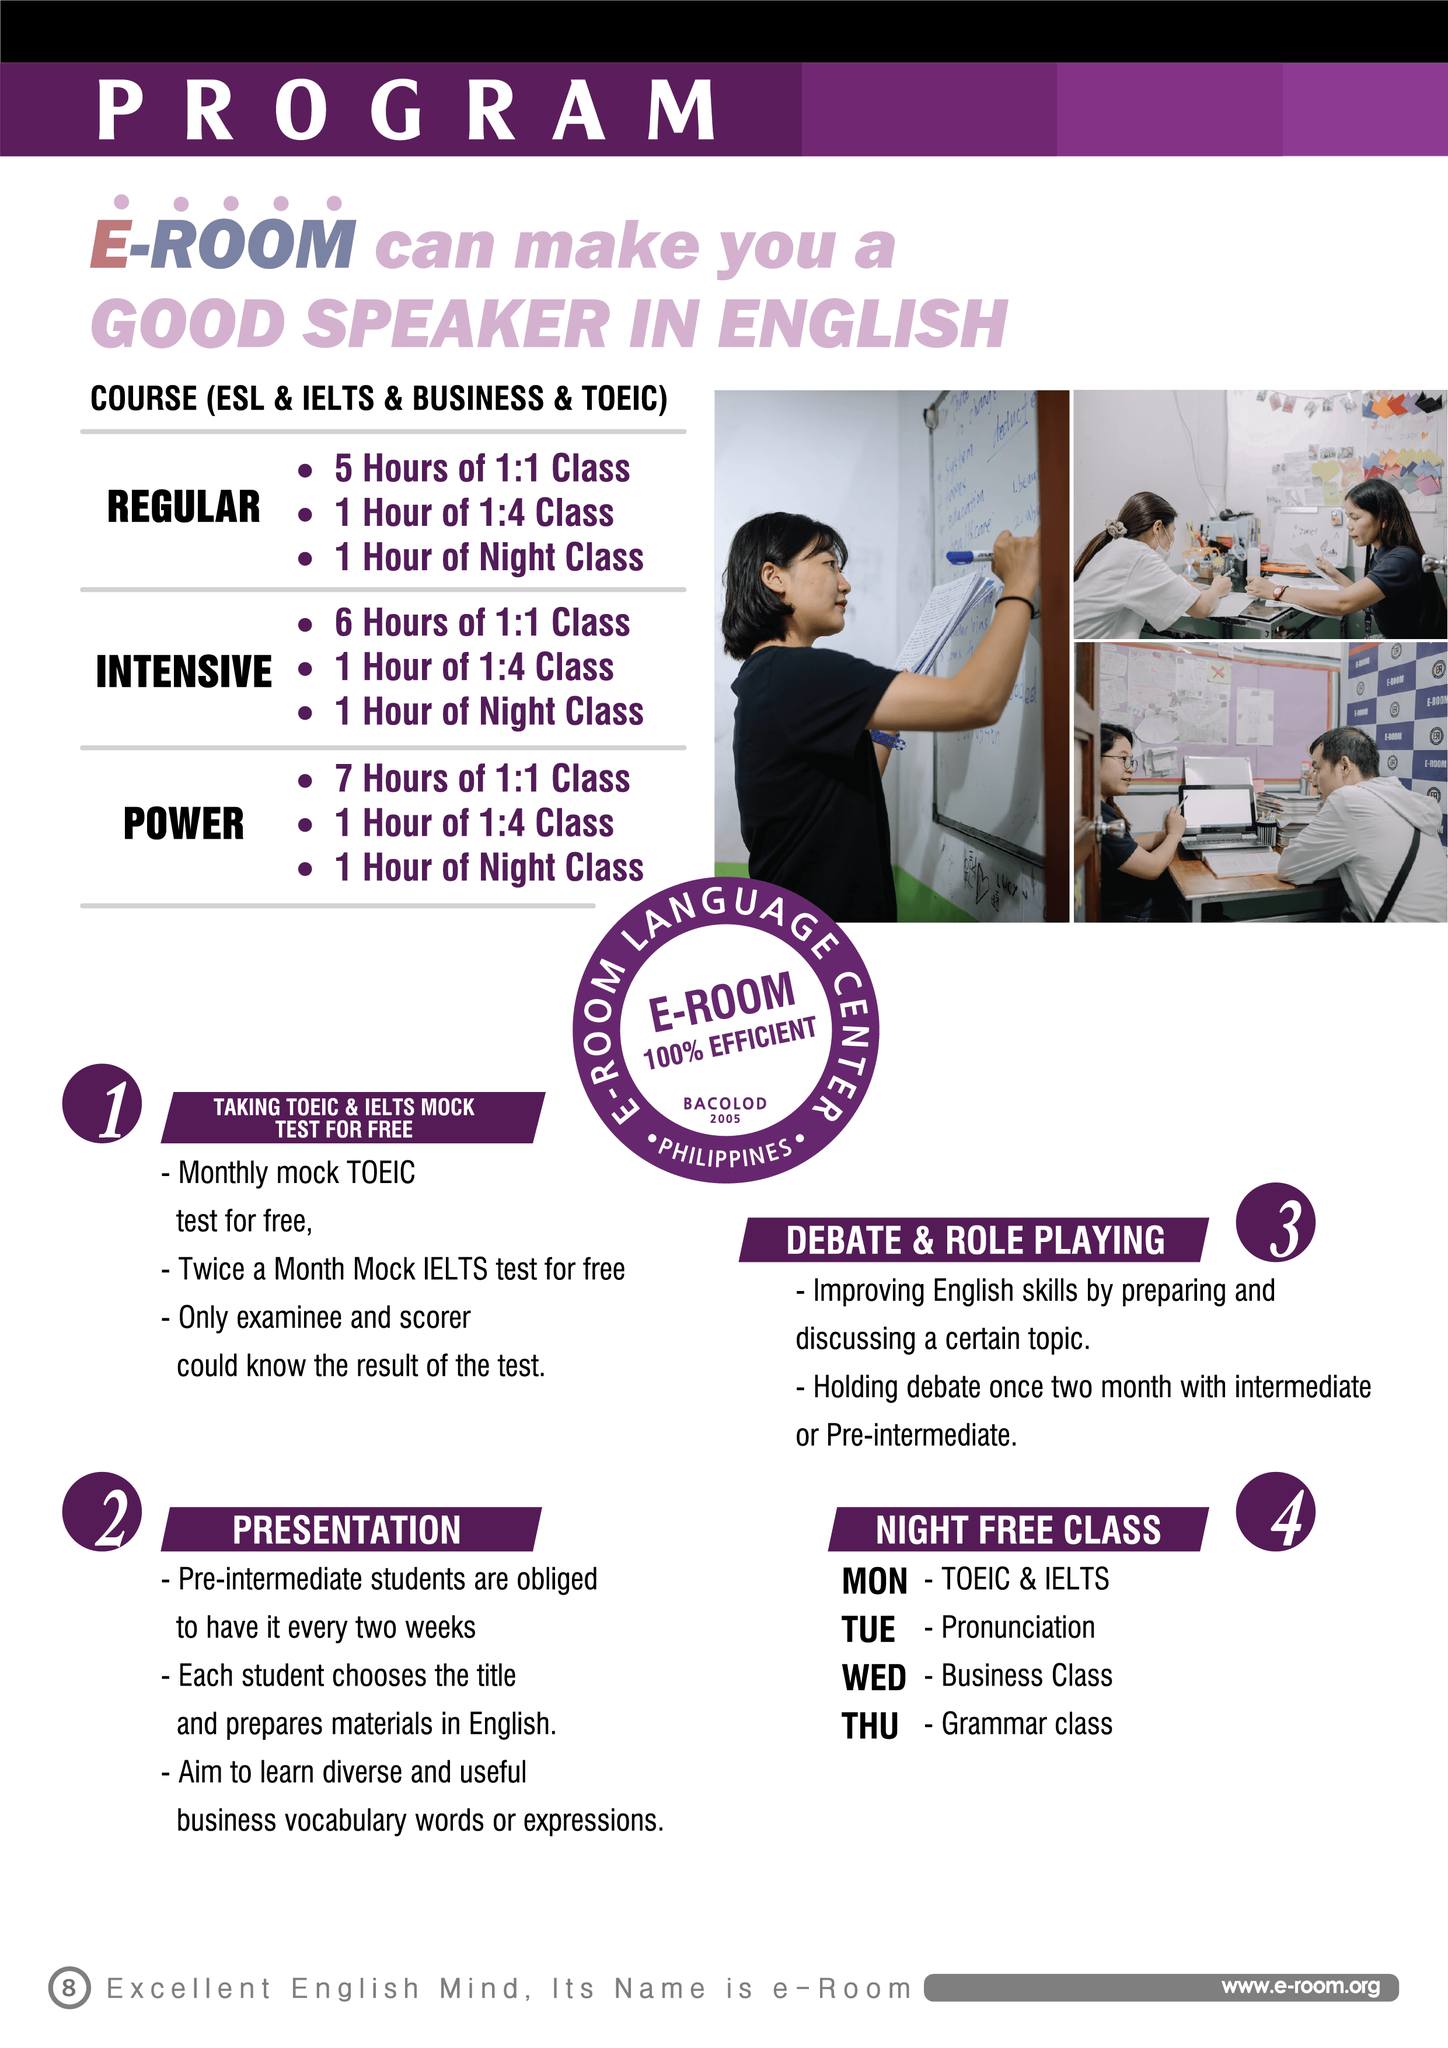 PROGRAM
E-ROOM can make you a
GOOD SPEAKER IN ENGLISH
COURSE (ESL & IELTS & BUSINESS & TOEIC)
REGULAR
• 5 Hours of 1:1 Class
• 1 Hour of 1:4 Class
• 1 Hour of Night Class
INTENSIVE
• 6 Hours of 1:1 Class
• 1 Hour of 1:4 Class
• 1 Hour of Night Class
POWER
• 7 Hours of 1:1 Class
• 1 Hour of 1:4 Class
• 1 Hour of Night Class
E-ROOM LANGUAGE CENTER
E-ROOM
100% EFFICIENT
BACOLOD
2005
•PHILIPPINES•
1
TAKING TOEIC & IELTS MOCK
TEST FOR FREE
- Monthly mock TOEIC
test for free,
- Twice a Month Mock IELTS test for free
- Only examinee and scorer
could know the result of the test.
2
PRESENTATION
- Pre-intermediate students are obliged
to have it every two weeks
- Each student chooses the title
and prepares materials in English.
- Aim to learn diverse and useful
business vocabulary words or expressions.
DEBATE & ROLE PLAYING
3
- Improving English skills by preparing and
discussing a certain topic.
- Holding debate once two month with intermediate
or Pre-intermediate.
NIGHT FREE CLASS
4
MON - TOEIC & IELTS
TUE - Pronunciation
WED - Business Class
THU - Grammar class
8 Excellent English Mind, Its Name is e-Room
www.e-room.org